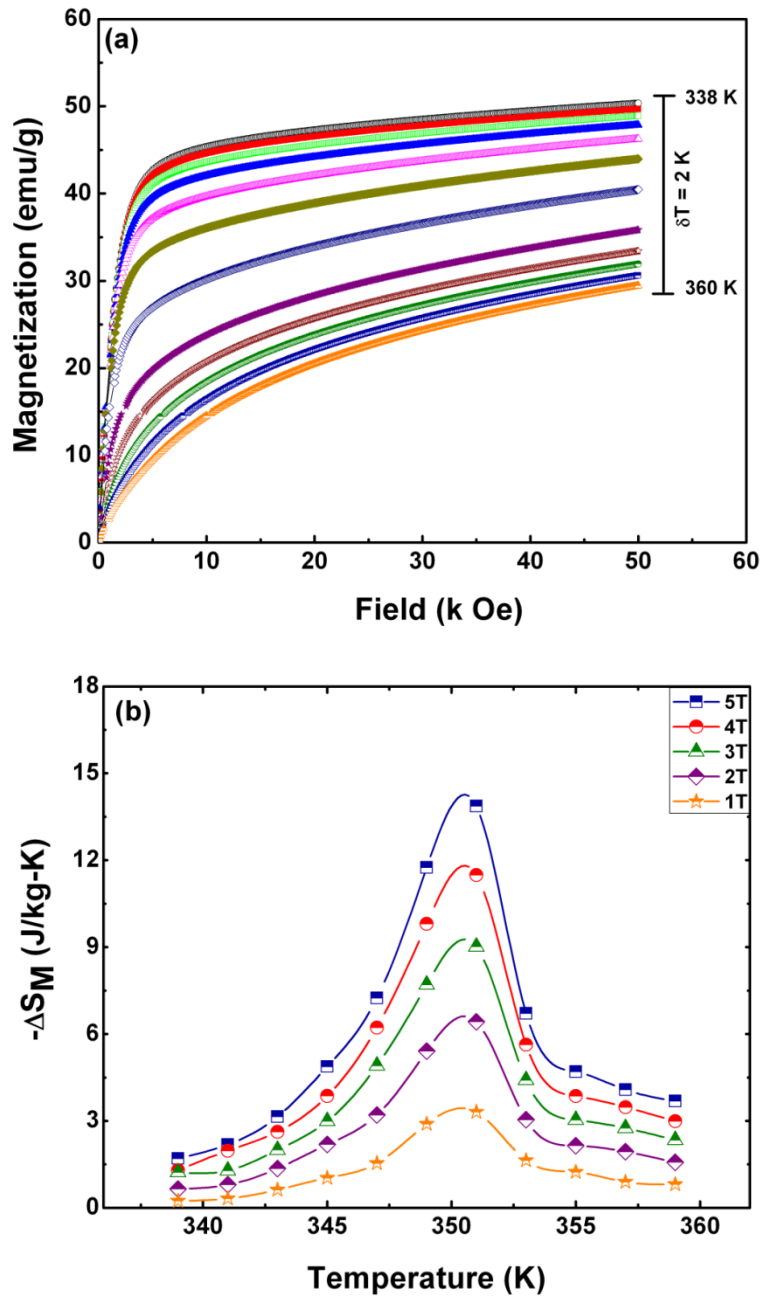 (a)
60
50
40
30
20
10
0
Magnetization (emu/g)
338 K
δT = 2 K
360 K
0 10 20 30 40 50 60
Field (k Oe)
(b)
18
15
12
9
6
3
0
-ΔS_M (J/kg-K)
5T
4T
3T
2T
1T
340 345 350 355 360
Temperature (K)